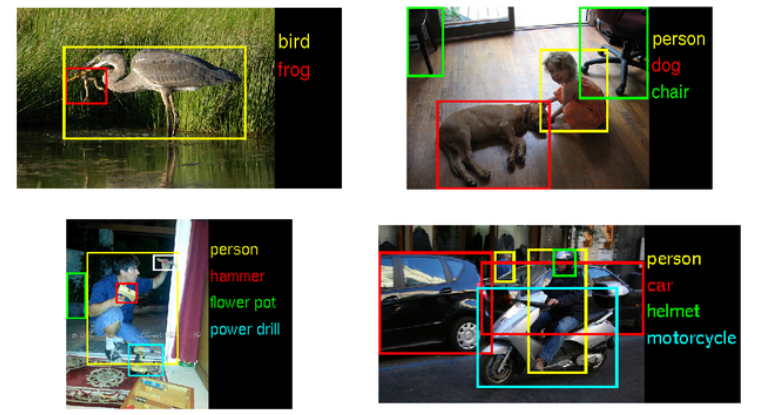 bird
frog
person
dog
chair
person
hammer
flower pot
power drill
person
car
helmet
motorcycle